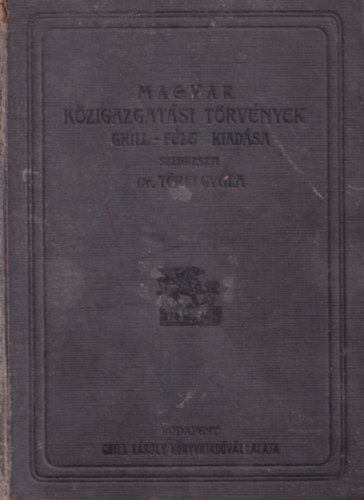 MAGYAR
KÖZIGAZGATÁSI TÖRVÉNYEK
GRILL-FÉLE KIADÁSA
SZERKESZTI
Dr. TÉRFI GYULA
BUDAPEST
GRILL KÁROLY KÖNYVKIADÓVÁLLALATA